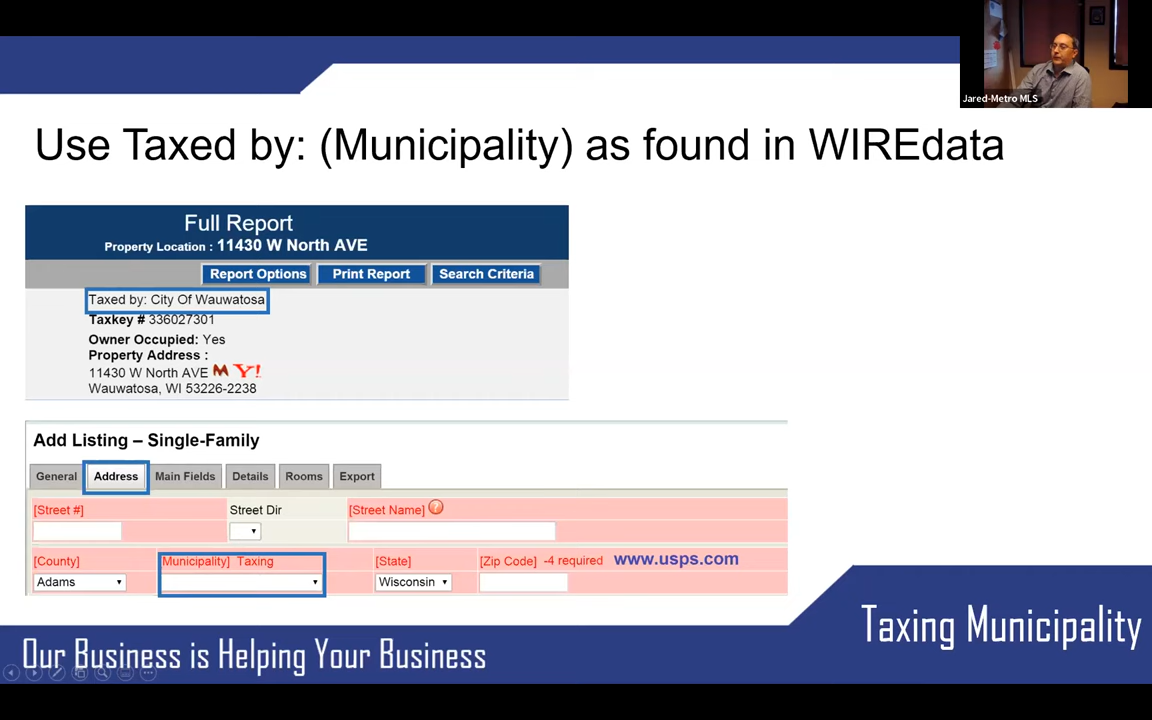 Jared-Metro MLS
Use Taxed by: (Municipality) as found in WIREdata
Full Report
Property Location : 11430 W North AVE
Report Options Print Report Search Criteria
Taxed by: City Of Wauwatosa
Taxkey # 336027301
Owner Occupied: Yes
Property Address :
11430 W North AVE M Y!
Wauwatosa, WI 53226-2238
Add Listing – Single-Family
General Address Main Fields Details Rooms Export
[Street #] Street Dir [Street Name] ?
[County] Municipality] Taxing [State] [Zip Code] -4 required www.usps.com
Adams Wisconsin
Taxing Municipality
Our Business is Helping Your Business